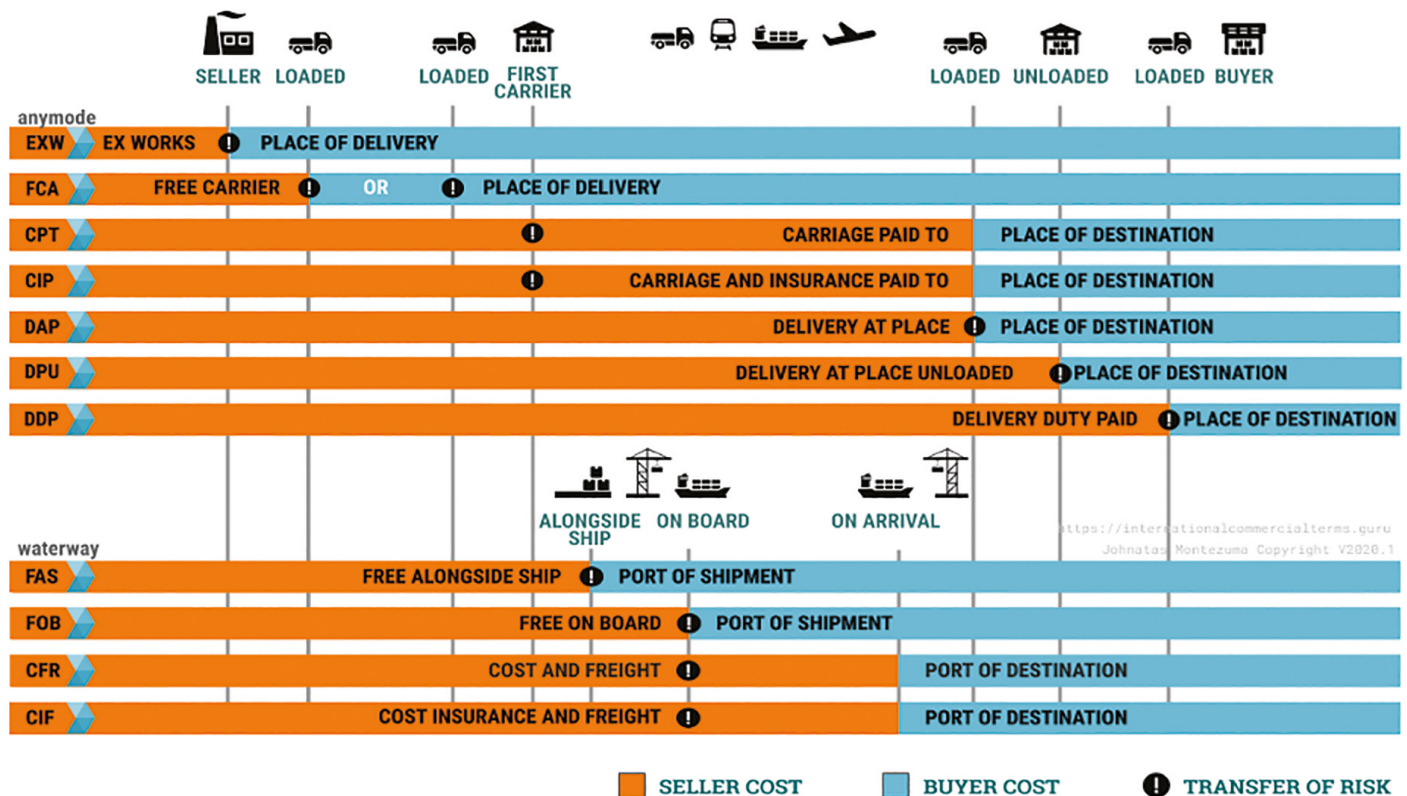 SELLER LOADED LOADED FIRST CARRIER LOADED UNLOADED LOADED BUYER
anymode
EXW EX WORKS ! PLACE OF DELIVERY
FCA FREE CARRIER ! OR ! PLACE OF DELIVERY
CPT ! CARRIAGE PAID TO PLACE OF DESTINATION
CIP ! CARRIAGE AND INSURANCE PAID TO PLACE OF DESTINATION
DAP DELIVERY AT PLACE ! PLACE OF DESTINATION
DPU DELIVERY AT PLACE UNLOADED ! PLACE OF DESTINATION
DDP DELIVERY DUTY PAID ! PLACE OF DESTINATION
ALONGSIDE SHIP ON BOARD ON ARRIVAL
https://internationalcommercialterms.guru
Johnatas Montezuma Copyright V2020.1
waterway
FAS FREE ALONGSIDE SHIP ! PORT OF SHIPMENT
FOB FREE ON BOARD ! PORT OF SHIPMENT
CFR COST AND FREIGHT ! PORT OF DESTINATION
CIF COST INSURANCE AND FREIGHT ! PORT OF DESTINATION
SELLER COST BUYER COST ! TRANSFER OF RISK